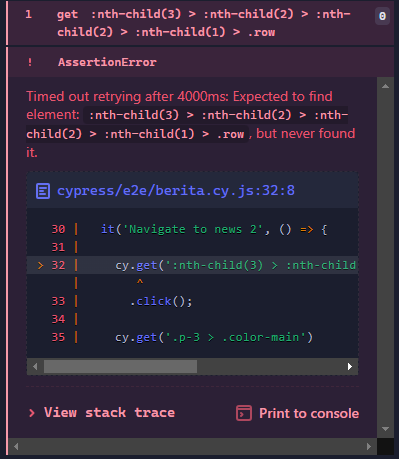 1 get :nth-child(3) > :nth-child(2) > :nth-
child(2) > :nth-child(1) > .row 0
! AssertionError
Timed out retrying after 4000ms: Expected to find
element: :nth-child(3) > :nth-child(2) > :nth-
child(2) > :nth-child(1) > .row, but never found
it.
cypress/e2e/berita.cy.js:32:8
30 | it('Navigate to news 2', () => {
31 |
> 32 | cy.get(':nth-child(3) > :nth-child
| ^
33 | .click();
34 |
35 | cy.get('.p-3 > .color-main')
> View stack trace
Print to console